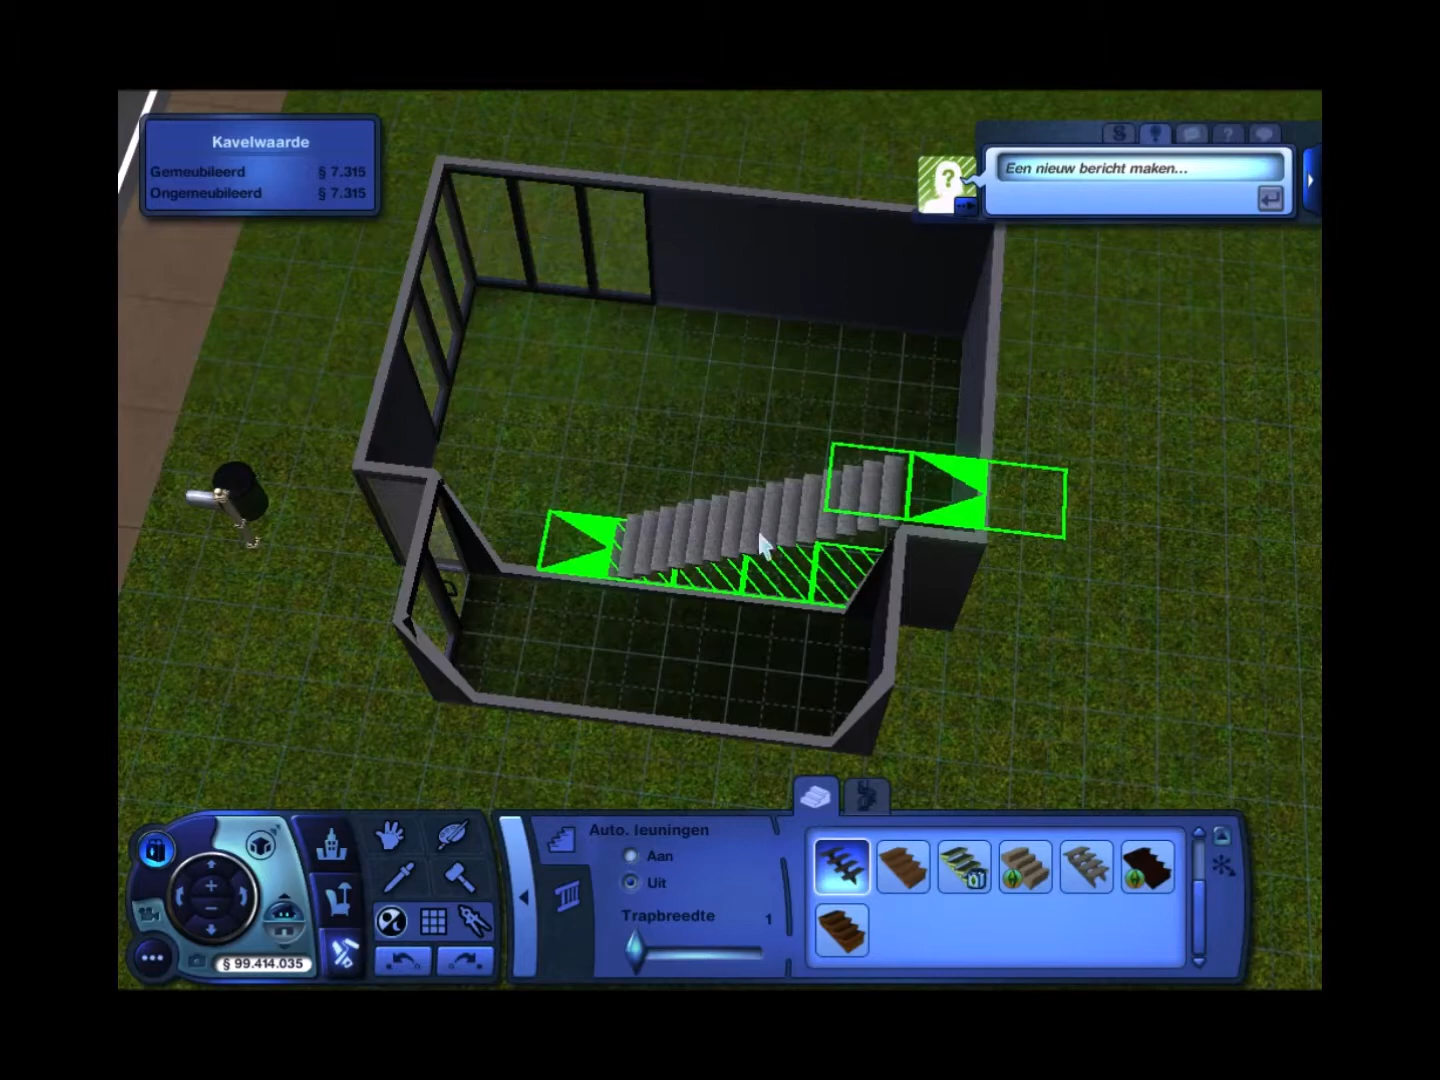 Kavelwaarde
Gemeubileerd § 7.315
Ongemeubileerd § 7.315
Een nieuw bericht maken...
Auto. leuningen
Aan
Uit
Trapbreedte 1
§ 99.414.035